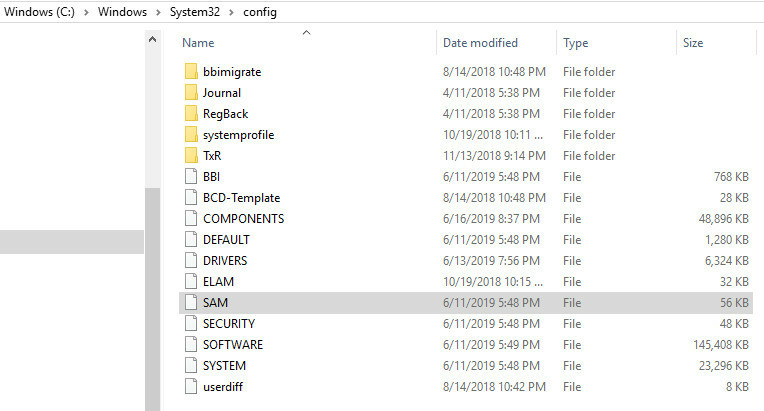 Windows (C:) > Windows > System32 > config
Name Date modified Type Size
bbimigrate 8/14/2018 10:48 PM File folder
Journal 4/11/2018 5:38 PM File folder
RegBack 4/11/2018 5:38 PM File folder
systemprofile 10/19/2018 10:11 ... File folder
TxR 11/13/2018 9:14 PM File folder
BBI 6/11/2019 5:48 PM File 768 KB
BCD-Template 8/14/2018 10:48 PM File 28 KB
COMPONENTS 6/16/2019 8:37 PM File 48,896 KB
DEFAULT 6/11/2019 5:48 PM File 1,280 KB
DRIVERS 6/13/2019 7:56 PM File 6,324 KB
ELAM 10/19/2018 10:15 ... File 32 KB
SAM 6/11/2019 5:48 PM File 56 KB
SECURITY 6/11/2019 5:48 PM File 48 KB
SOFTWARE 6/11/2019 5:49 PM File 145,408 KB
SYSTEM 6/11/2019 5:48 PM File 23,296 KB
userdiff 8/14/2018 10:42 PM File 8 KB